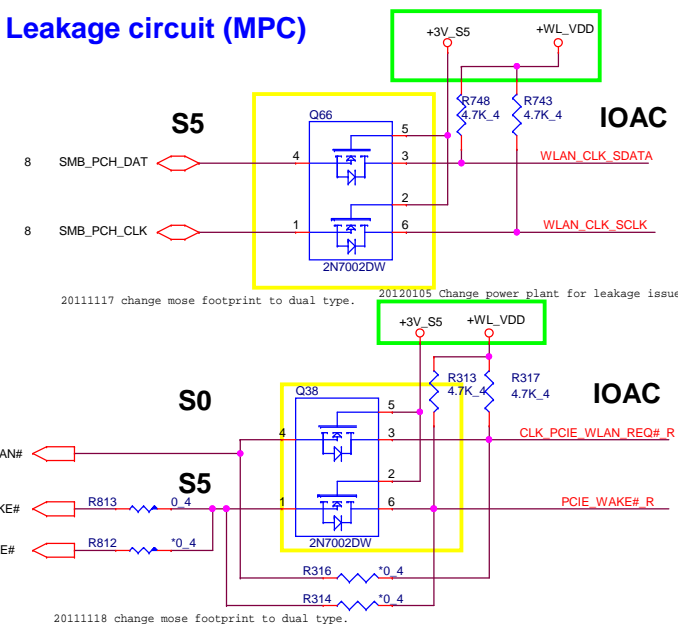 Leakage circuit (MPC)
+3V_S5
+WL_VDD
R748
4.7K_4
R743
4.7K_4
S5
Q66
IOAC
5
8 SMB_PCH_DAT
4
3
WLAN_CLK_SDATA
2
8 SMB_PCH_CLK
1
6
WLAN_CLK_SCLK
2N7002DW
20111117 change mose footprint to dual type.
20120105 Change power plant for leakage issue
+3V_S5
+WL_VDD
R313
4.7K_4
R317
4.7K_4
S0
Q38
IOAC
5
4
3
CLK_PCIE_WLAN_REQ#_R
AN#
2
S5
KE#
R813
0_4
1
6
PCIE_WAKE#_R
E#
R812
*0_4
2N7002DW
R316
*0_4
R314
*0_4
20111118 change mose footprint to dual type.